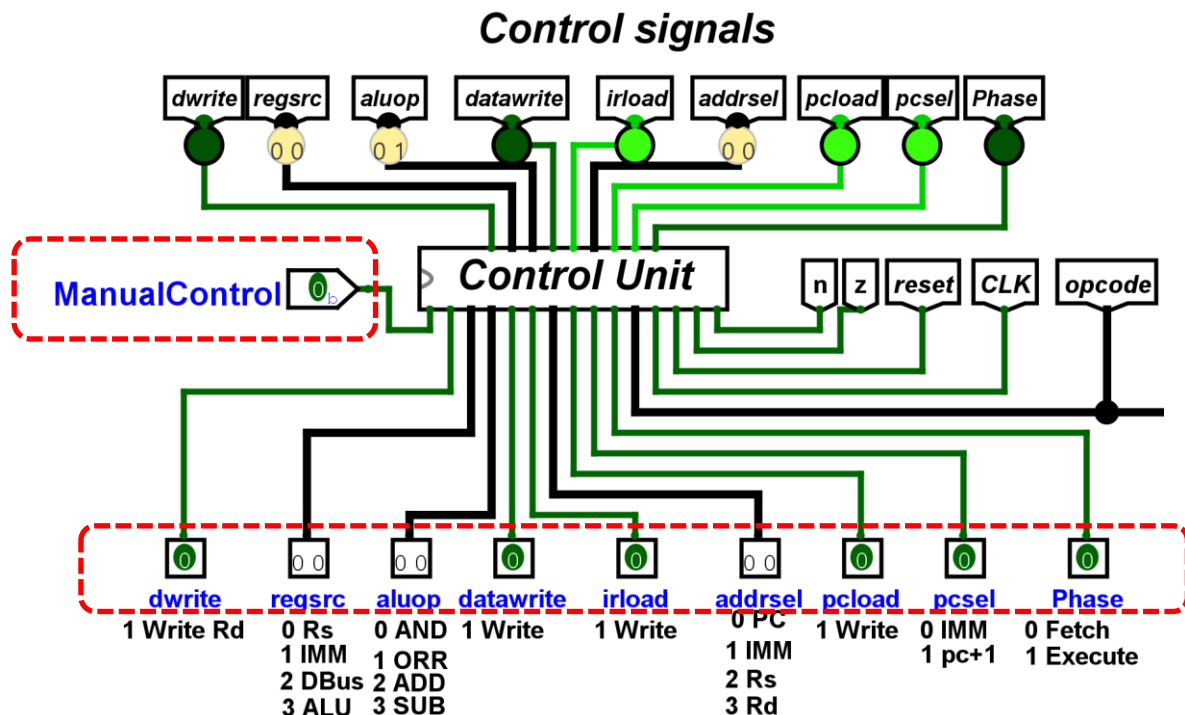 Control signals
dwrite regsrc aluop datawrite irload addrsel pcload pcsel Phase
0 0 0 1 0 0
Control Unit
ManualControl 0 b
n z reset CLK opcode
0 0 0 0 0 0 0 0 0 0 0 0
dwrite regsrc aluop datawrite irload addrsel pcload pcsel Phase
1 Write Rd 0 Rs 0 AND 1 Write 1 Write 0 PC 1 Write 0 IMM 0 Fetch
1 IMM 1 ORR 1 IMM 1 pc+1 1 Execute
2 DBus 2 ADD 2 Rs
3 ALU 3 SUB 3 Rd